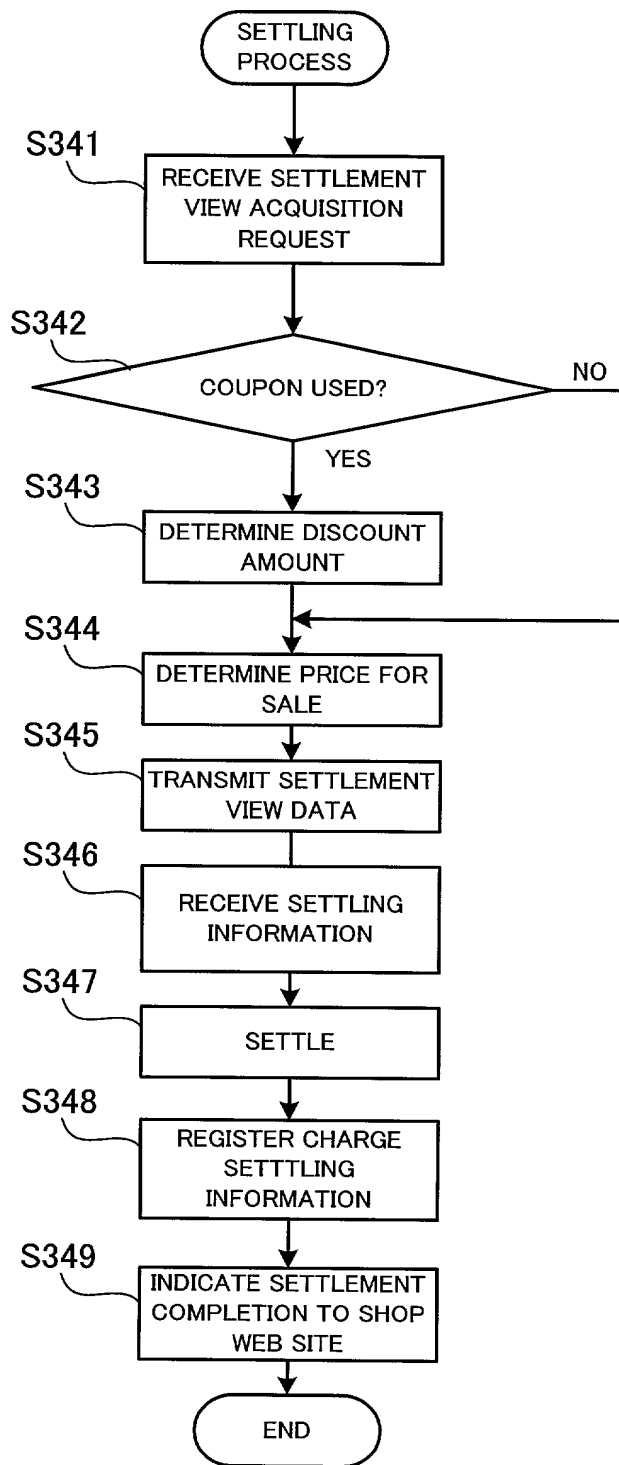 SETTLING
PROCESS
S341
RECEIVE SETTLEMENT
VIEW ACQUISITION
REQUEST
S342
COUPON USED?
NO
YES
S343
DETERMINE DISCOUNT
AMOUNT
S344
DETERMINE PRICE FOR
SALE
S345
TRANSMIT SETTLEMENT
VIEW DATA
S346
RECEIVE SETTLING
INFORMATION
S347
SETTLE
S348
REGISTER CHARGE
SETTTLING
INFORMATION
S349
INDICATE SETTLEMENT
COMPLETION TO SHOP
WEB SITE
END